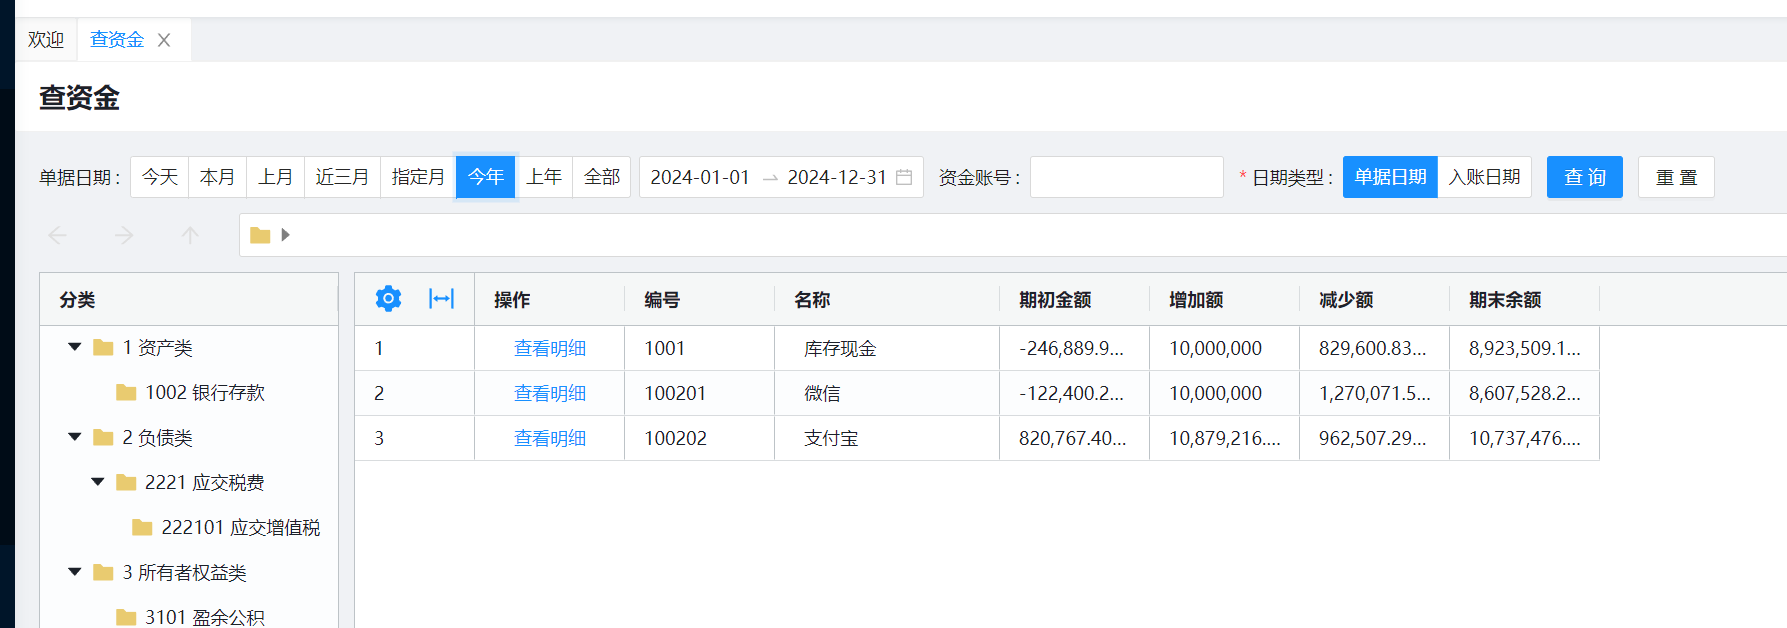 欢迎 查资金
查资金
单据日期： 今天 本月 上月 近三月 指定月 今年 上年 全部 2024-01-01 → 2024-12-31 资金账号： * 日期类型： 单据日期 入账日期 查 询 重 置
分类
1 资产类
1002 银行存款
2 负债类
2221 应交税费
222101 应交增值税
3 所有者权益类
3101 盈余公积
操作 编号 名称 期初金额 增加额 减少额 期末余额
1 查看明细 1001 库存现金 -246,889.9... 10,000,000 829,600.83... 8,923,509.1...
2 查看明细 100201 微信 -122,400.2... 10,000,000 1,270,071.5... 8,607,528.2...
3 查看明细 100202 支付宝 820,767.40... 10,879,216.... 962,507.29... 10,737,476....